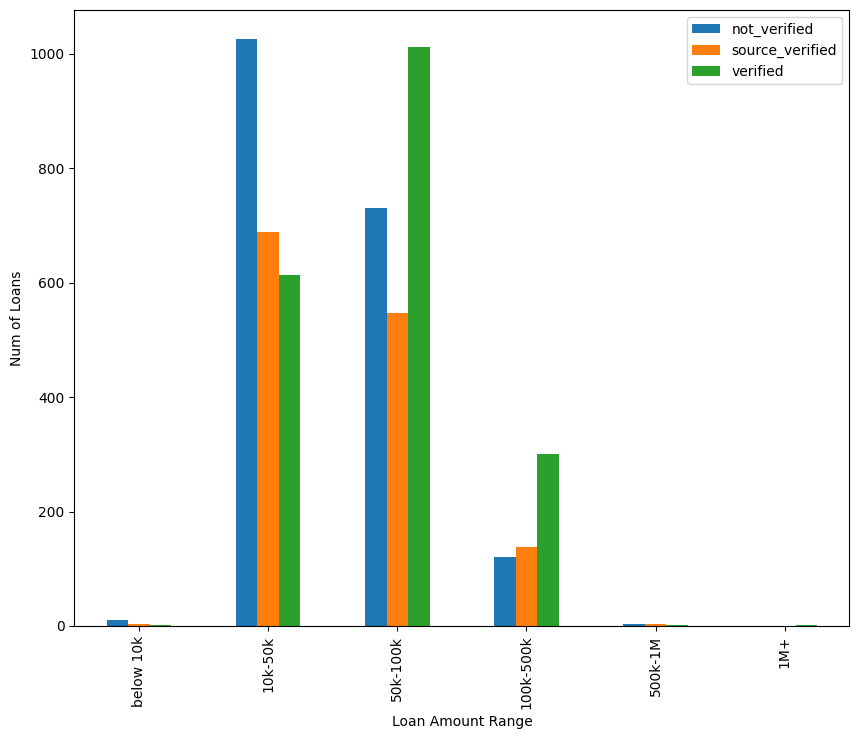 not_verified
source_verified
verified
1000
800
600
400
200
0
Num of Loans
below 10k
10k-50k
50k-100k
100k-500k
500k-1M
1M+
Loan Amount Range